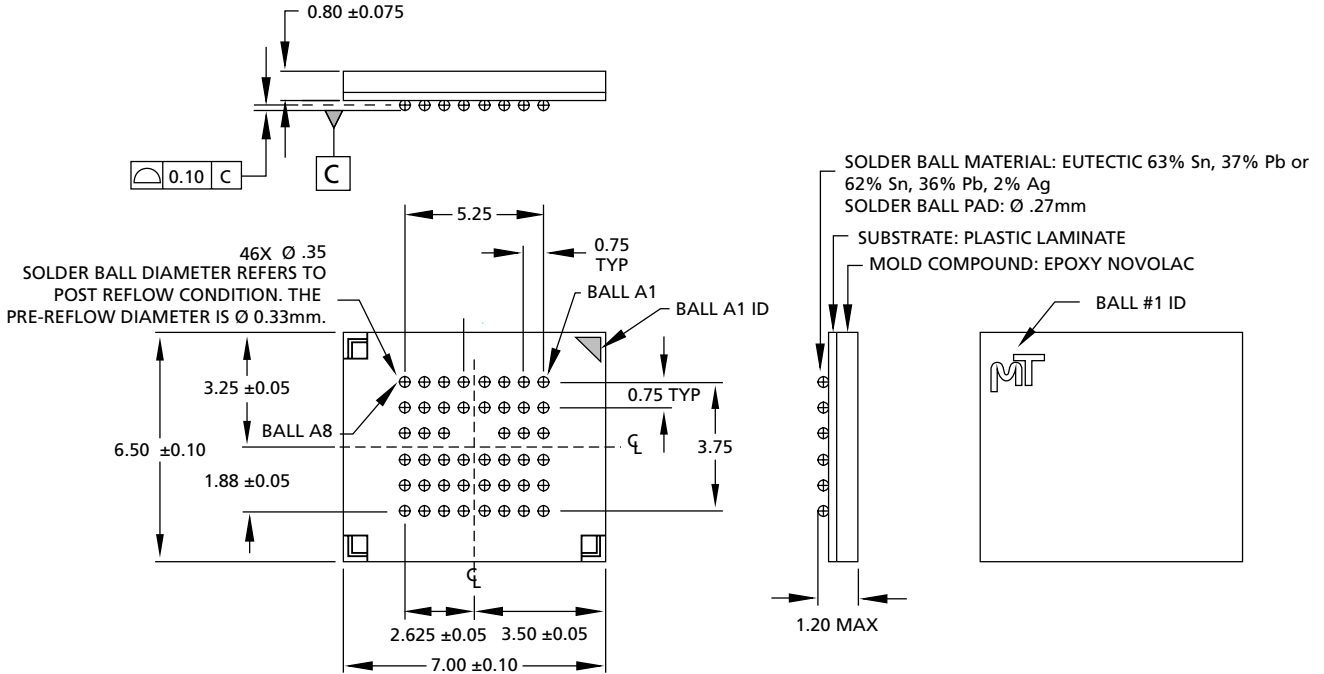 0.80 ±0.075
0.10 C
C
SOLDER BALL MATERIAL: EUTECTIC 63% Sn, 37% Pb or
62% Sn, 36% Pb, 2% Ag
SOLDER BALL PAD: Ø .27mm
SUBSTRATE: PLASTIC LAMINATE
MOLD COMPOUND: EPOXY NOVOLAC
5.25
0.75
TYP
46X Ø .35
SOLDER BALL DIAMETER REFERS TO
POST REFLOW CONDITION. THE
PRE-REFLOW DIAMETER IS Ø 0.33mm.
BALL A1
BALL A1 ID
BALL #1 ID
MT
3.25 ±0.05
0.75 TYP
BALL A8
6.50 ±0.10
3.75
CL
1.88 ±0.05
CL
2.625 ±0.05
3.50 ±0.05
7.00 ±0.10
1.20 MAX